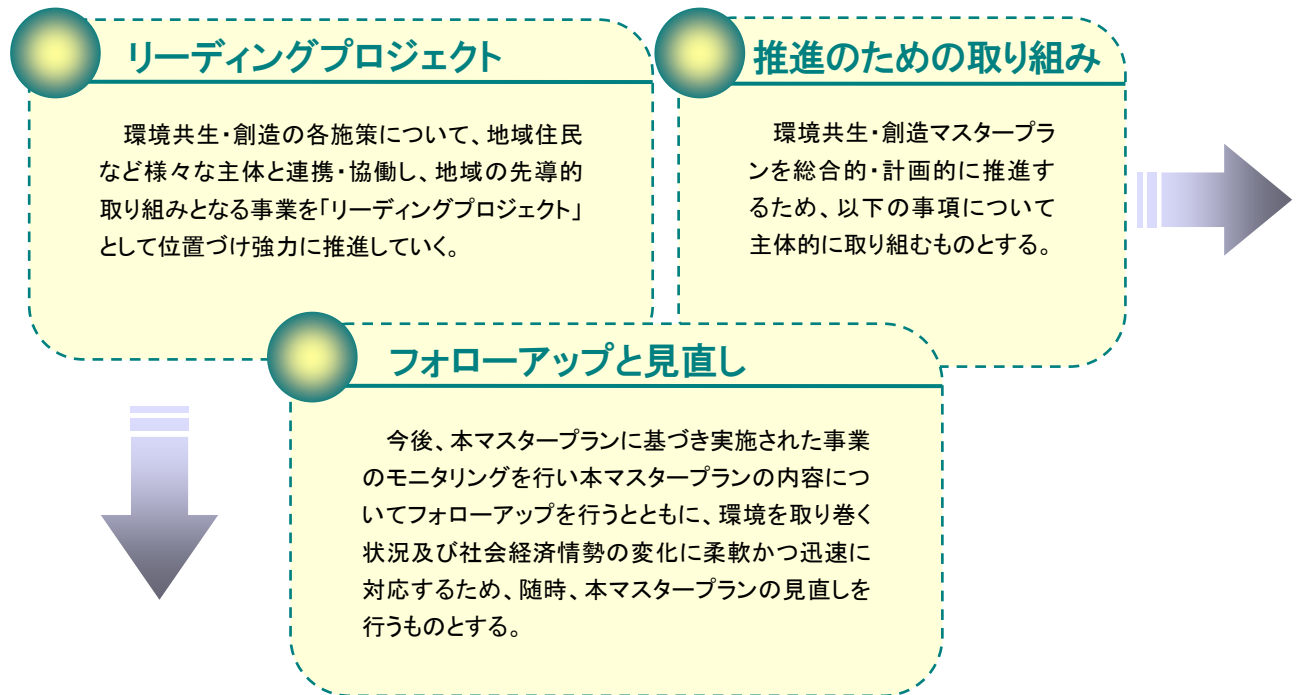 リーディングプロジェクト
環境共生・創造の各施策について、地域住民
など様々な主体と連携・協働し、地域の先導的
取り組みとなる事業を「リーディングプロジェクト」
として位置づけ強力に推進していく。
推進のための取り組み
環境共生・創造マスタープラ
ンを総合的・計画的に推進す
るため、以下の事項について
主体的に取り組むものとする。
フォローアップと見直し
今後、本マスタープランに基づき実施された事業
のモニタリングを行い本マスタープランの内容につ
いてフォローアップを行うとともに、環境を取り巻く
状況及び社会経済情勢の変化に柔軟かつ迅速に
対応するため、随時、本マスタープランの見直しを
行うものとする。